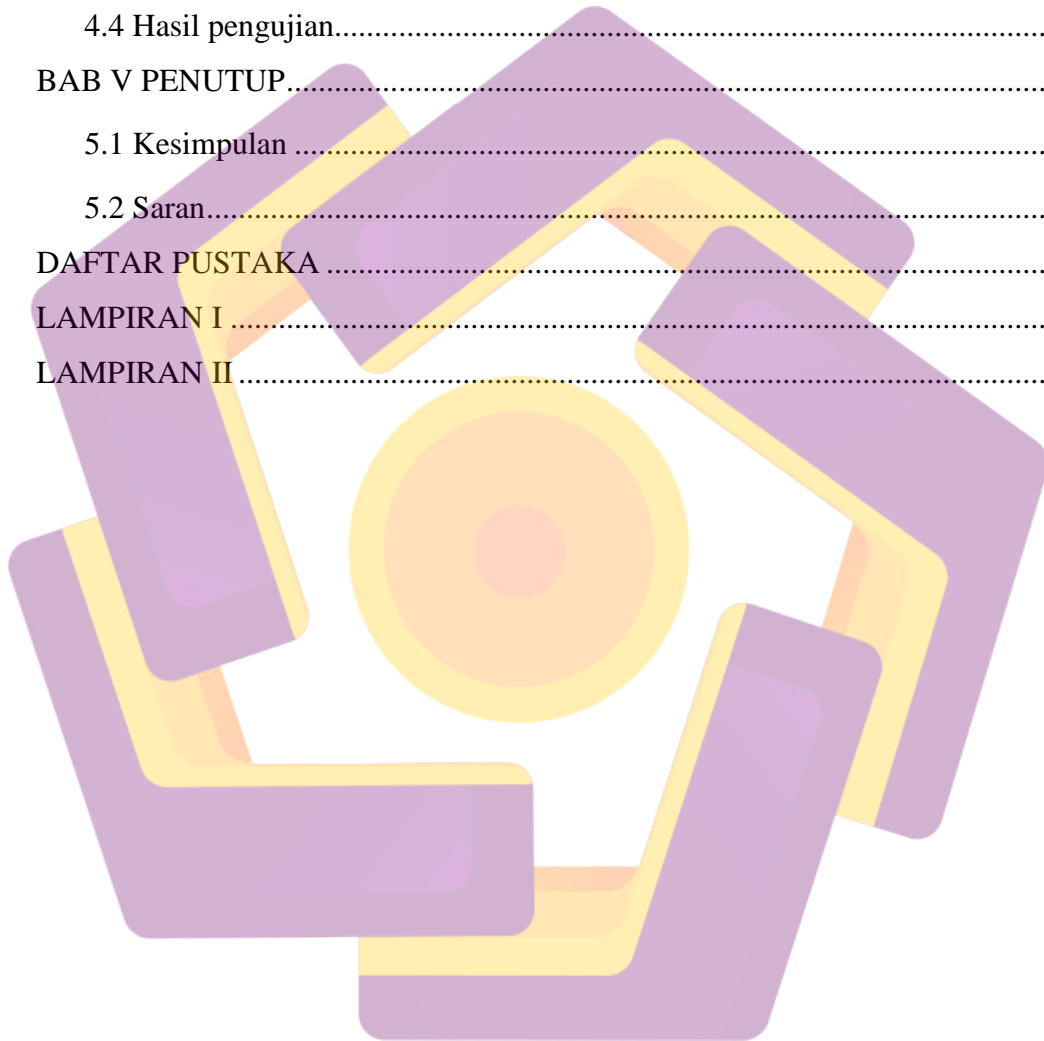 4.4 Hasil pengujian...............................................................................
BAB V PENUTUP.................................................................................
5.1 Kesimpulan ....................................................................................
5.2 Saran...............................................................................................
DAFTAR PUSTAKA ............................................................................
LAMPIRAN I .......................................................................................
LAMPIRAN II ......................................................................................